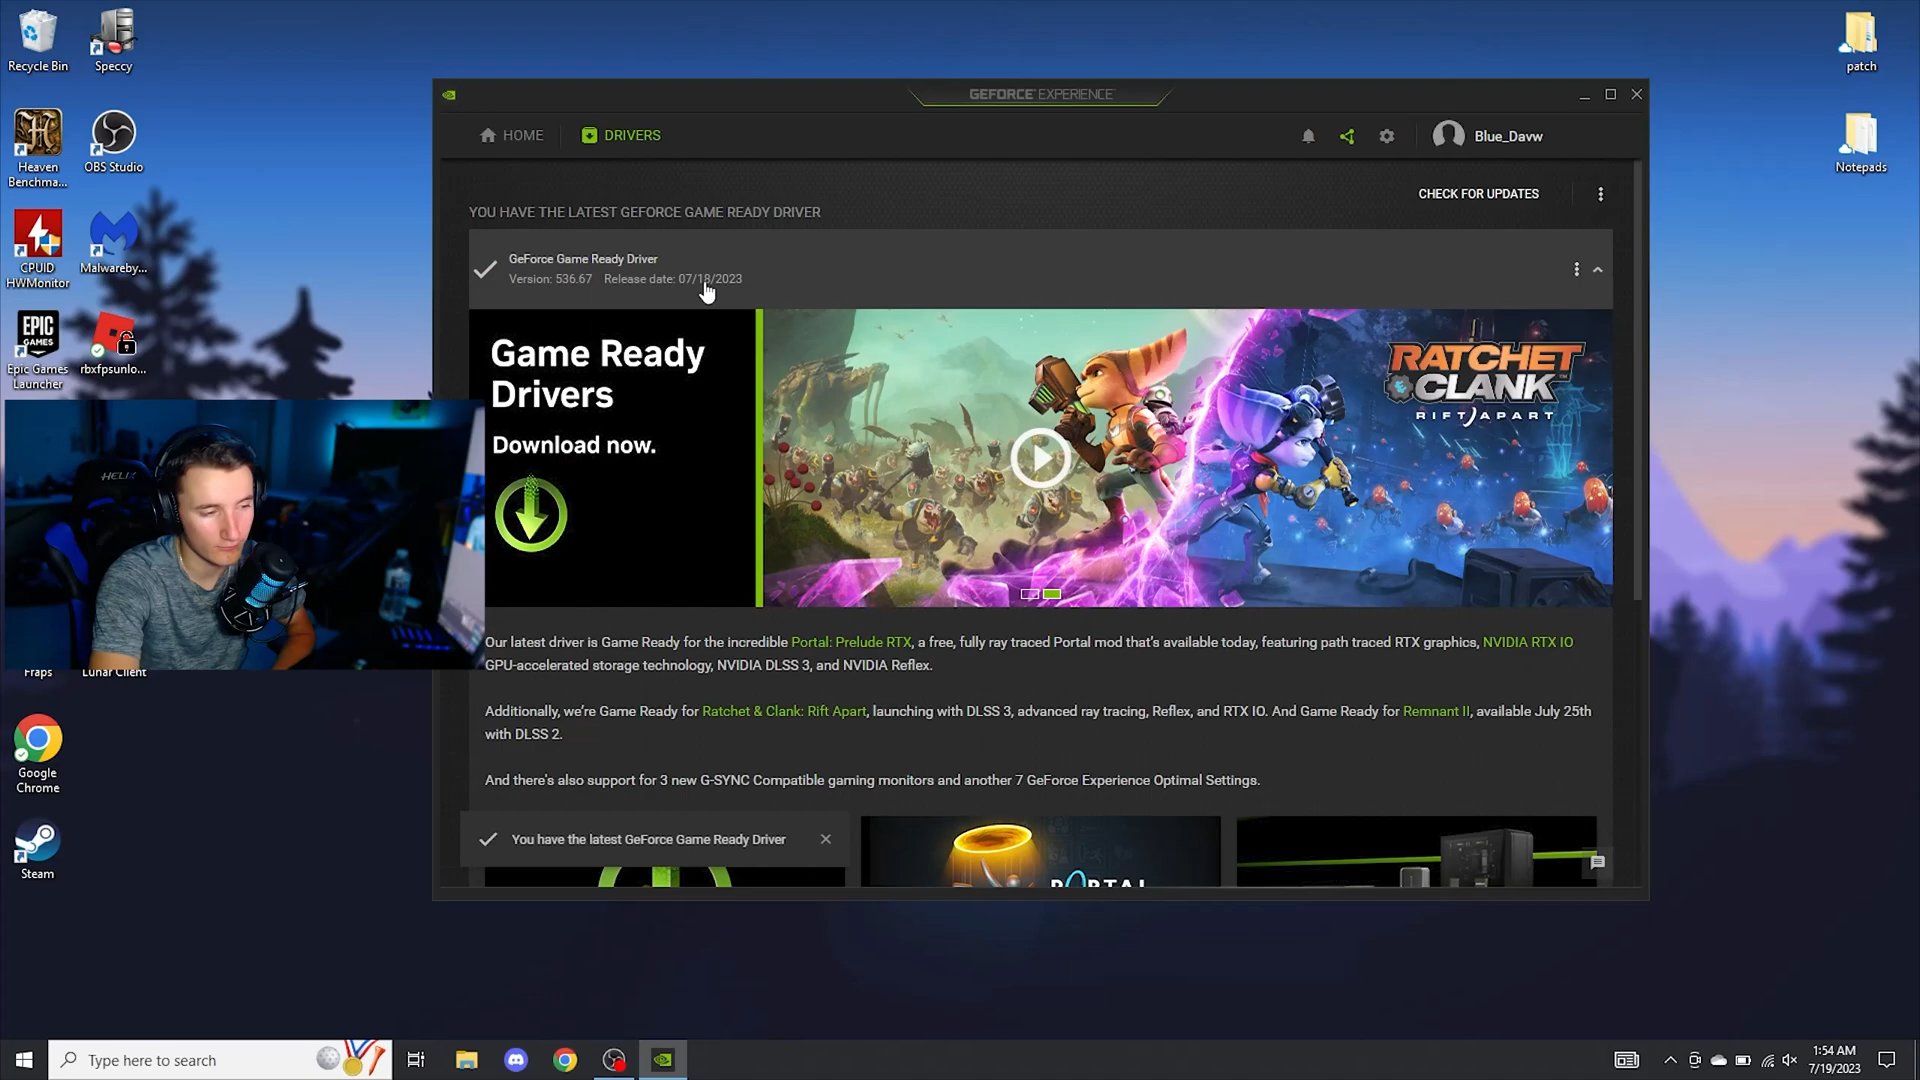 Recycle Bin
Speccy
Heaven
Benchma...
OBS Studio
CPUID
HWMonitor
Malwareby...
EPIC
GAMES
Epic Games
Launcher
rbxfpsunlo...
HELIX
Fraps
Lunar Client
Google
Chrome
Steam
patch
Notepads
GEFORCE EXPERIENCE
HOME
DRIVERS
Blue_Davw
CHECK FOR UPDATES
YOU HAVE THE LATEST GEFORCE GAME READY DRIVER
GeForce Game Ready Driver
Version: 536.67 Release date: 07/18/2023
Game Ready
Drivers
Download now.
RATCHET
CLANK
RIFT APART
Our latest driver is Game Ready for the incredible Portal: Prelude RTX, a free, fully ray traced Portal mod that's available today, featuring path traced RTX graphics, NVIDIA RTX IO
GPU-accelerated storage technology, NVIDIA DLSS 3, and NVIDIA Reflex.
Additionally, we're Game Ready for Ratchet & Clank: Rift Apart, launching with DLSS 3, advanced ray tracing, Reflex, and RTX IO. And Game Ready for Remnant II, available July 25th
with DLSS 2.
And there's also support for 3 new G-SYNC Compatible gaming monitors and another 7 GeForce Experience Optimal Settings.
You have the latest GeForce Game Ready Driver
PORTAL
Type here to search
1:54 AM
7/19/2023